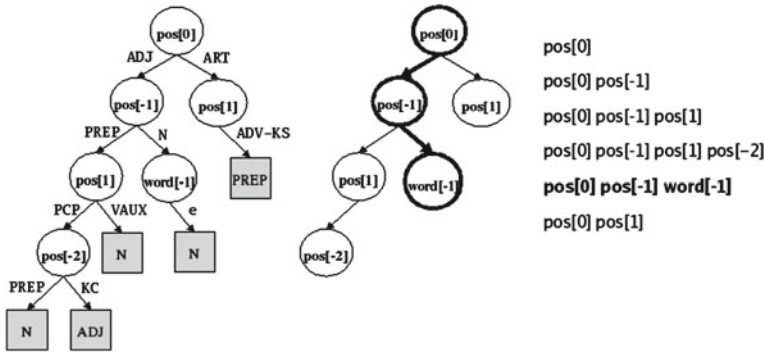 pos[0]
ADJ ART
pos[-1] pos[1]
PREP N ADV-KS
pos[1] word[-1] PREP
PCP VAUX e
pos[-2] N N
PREP KC
N ADJ
pos[0]
pos[-1] pos[1]
pos[1] word[-1]
pos[-2]
pos[0]
pos[0] pos[-1]
pos[0] pos[-1] pos[1]
pos[0] pos[-1] pos[1] pos[-2]
pos[0] pos[-1] word[-1]
pos[0] pos[1]